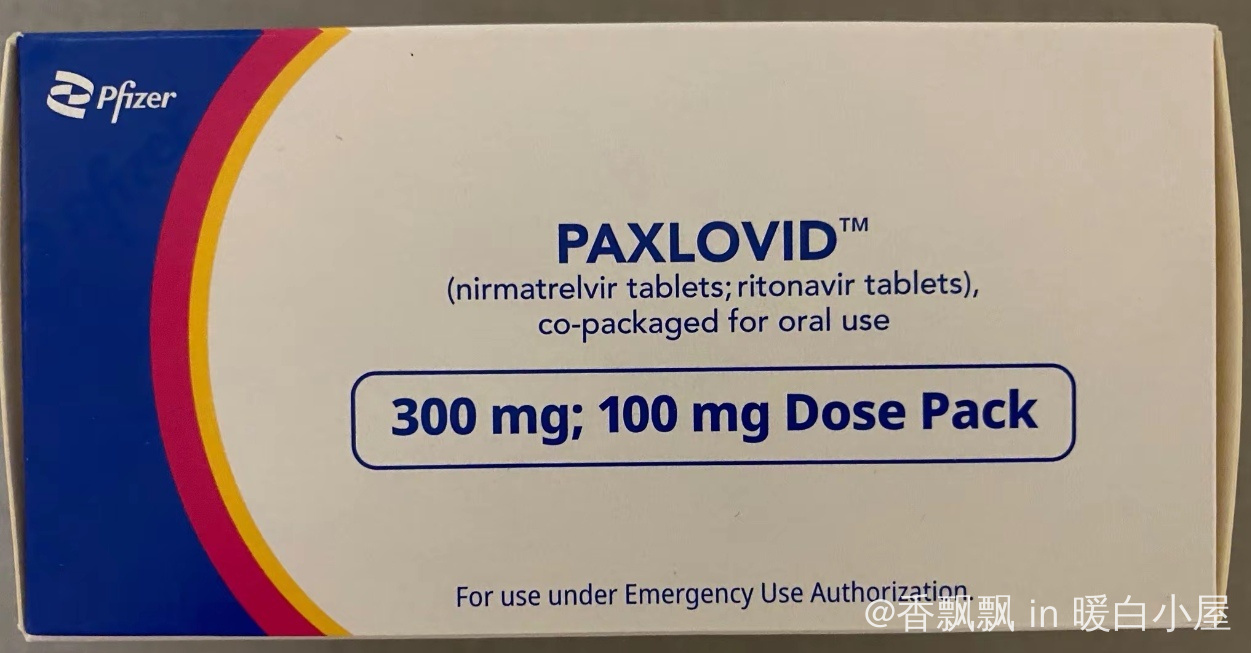 Pfizer
PAXLOVID™
(nirmatrelvir tablets; ritonavir tablets),
co-packaged for oral use
300 mg; 100 mg Dose Pack
For use under Emergency Use Authorization.
@香飘飘 in 暖白小屋